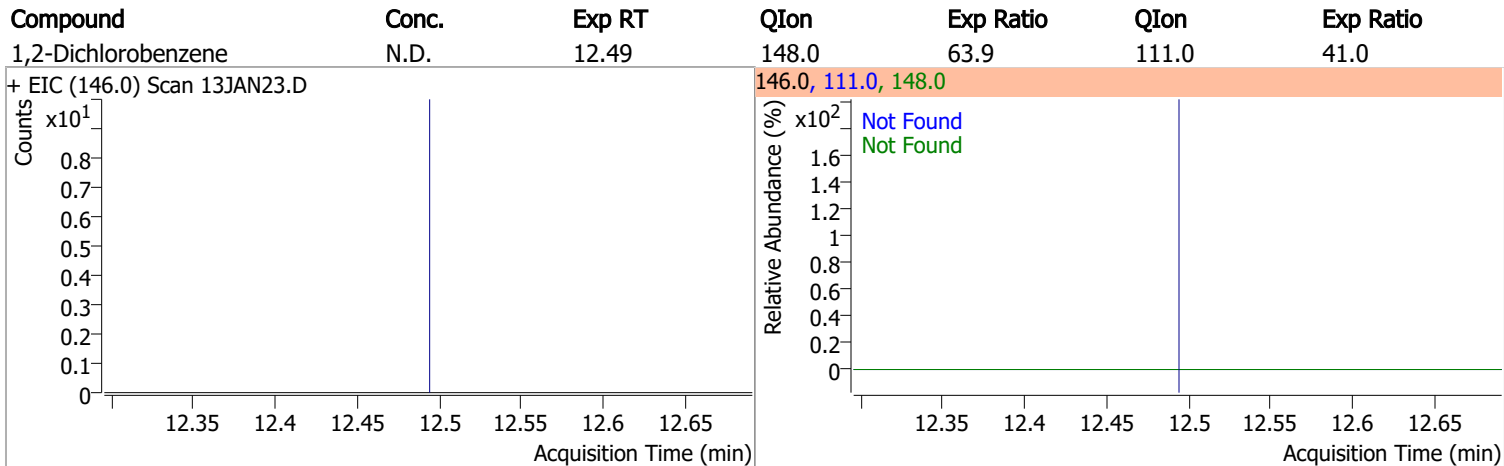 Compound Conc. Exp RT QIon Exp Ratio QIon Exp Ratio
1,2-Dichlorobenzene N.D. 12.49 148.0 63.9 111.0 41.0
+ EIC (146.0) Scan 13JAN23.D
Counts
x10¹
0.8
0.7
0.6
0.5
0.4
0.3
0.2
0.1
0
12.35 12.4 12.45 12.5 12.55 12.6 12.65
Acquisition Time (min)
146.0, 111.0, 148.0
Relative Abundance (%)
x10²
Not Found
Not Found
1.6
1.4
1.2
1
0.8
0.6
0.4
0.2
0
12.35 12.4 12.45 12.5 12.55 12.6 12.65
Acquisition Time (min)